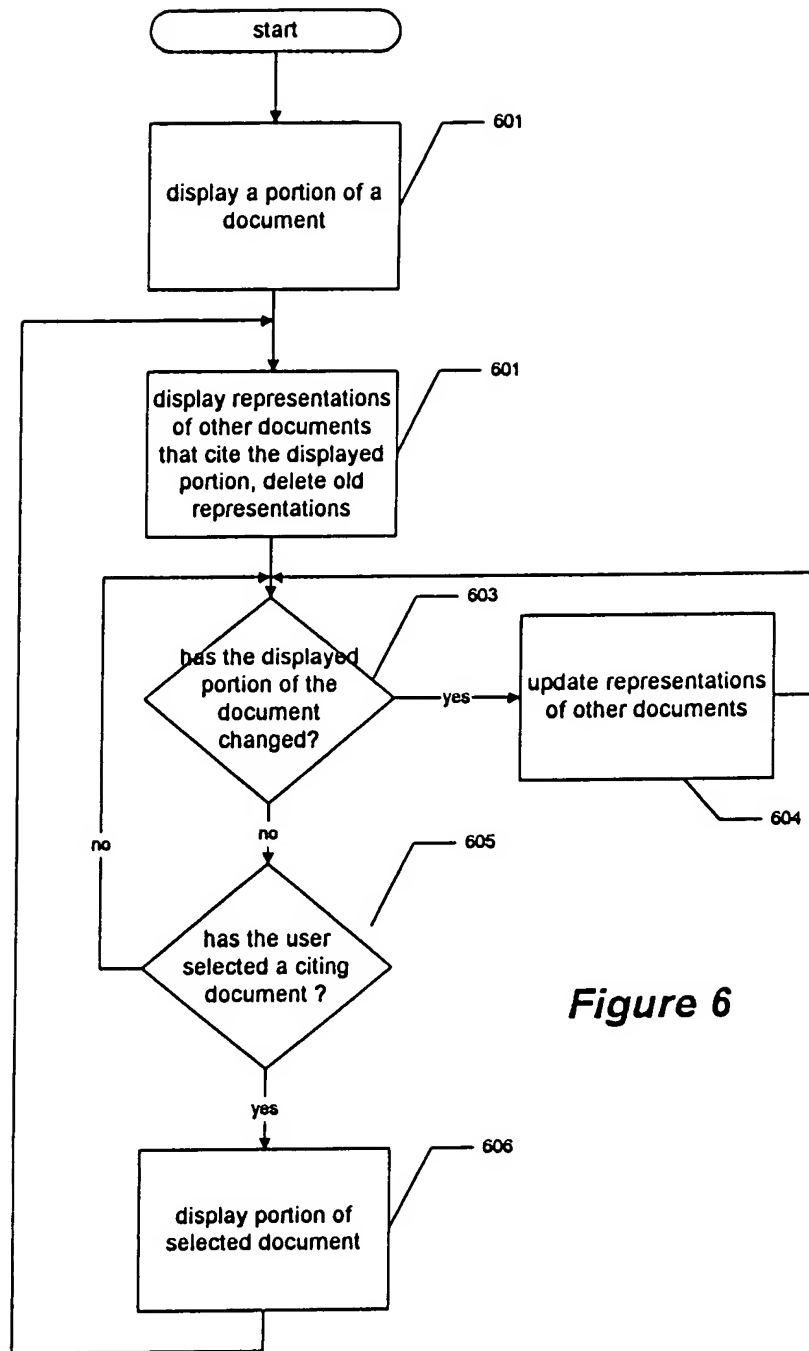 start
601
display a portion of a
document
601
display representations
of other documents
that cite the displayed
portion, delete old
representations
603
has the displayed
portion of the
document
changed?
yes
update representations
of other documents
604
no
no
605
has the user
selected a citing
document ?
Figure 6
yes
606
display portion of
selected document